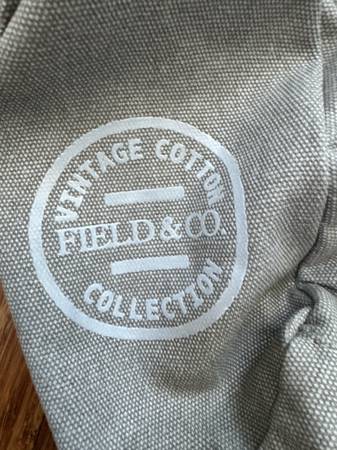 VINTAGE COTTON
FIELD & CO.
COLLECTION